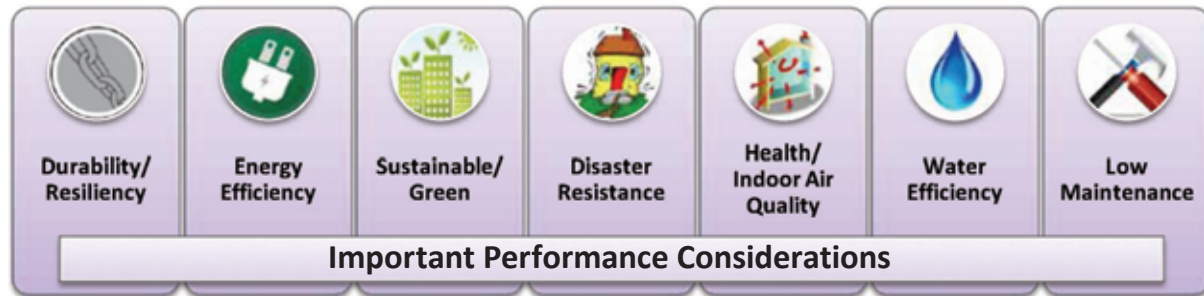 Durability/
Resiliency
Energy
Efficiency
Sustainable/
Green
Disaster
Resistance
Health/
Indoor Air
Quality
Water
Efficiency
Low
Maintenance
Important Performance Considerations